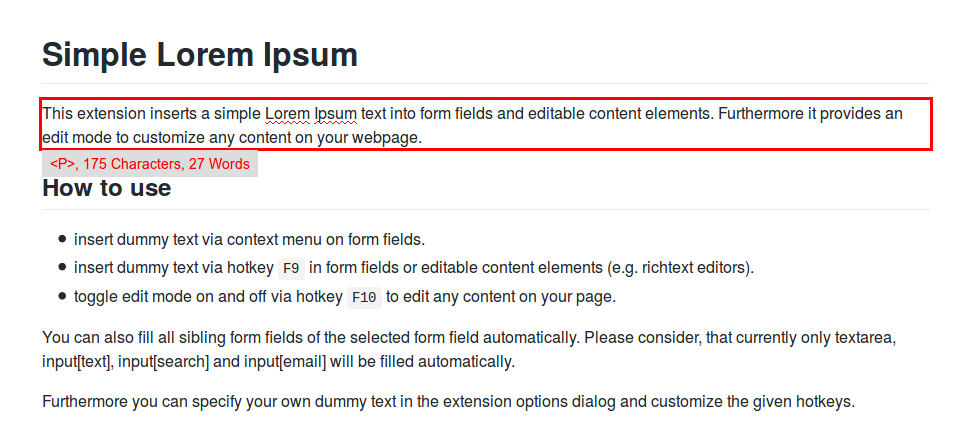 Simple Lorem Ipsum
This extension inserts a simple Lorem Ipsum text into form fields and editable content elements. Furthermore it provides an
edit mode to customize any content on your webpage.
<P>, 175 Characters, 27 Words
How to use
insert dummy text via context menu on form fields.
insert dummy text via hotkey F9 in form fields or editable content elements (e.g. richtext editors).
toggle edit mode on and off via hotkey F10 to edit any content on your page.
You can also fill all sibling form fields of the selected form field automatically. Please consider, that currently only textarea,
input[text], input[search] and input[email] will be filled automatically.
Furthermore you can specify your own dummy text in the extension options dialog and customize the given hotkeys.